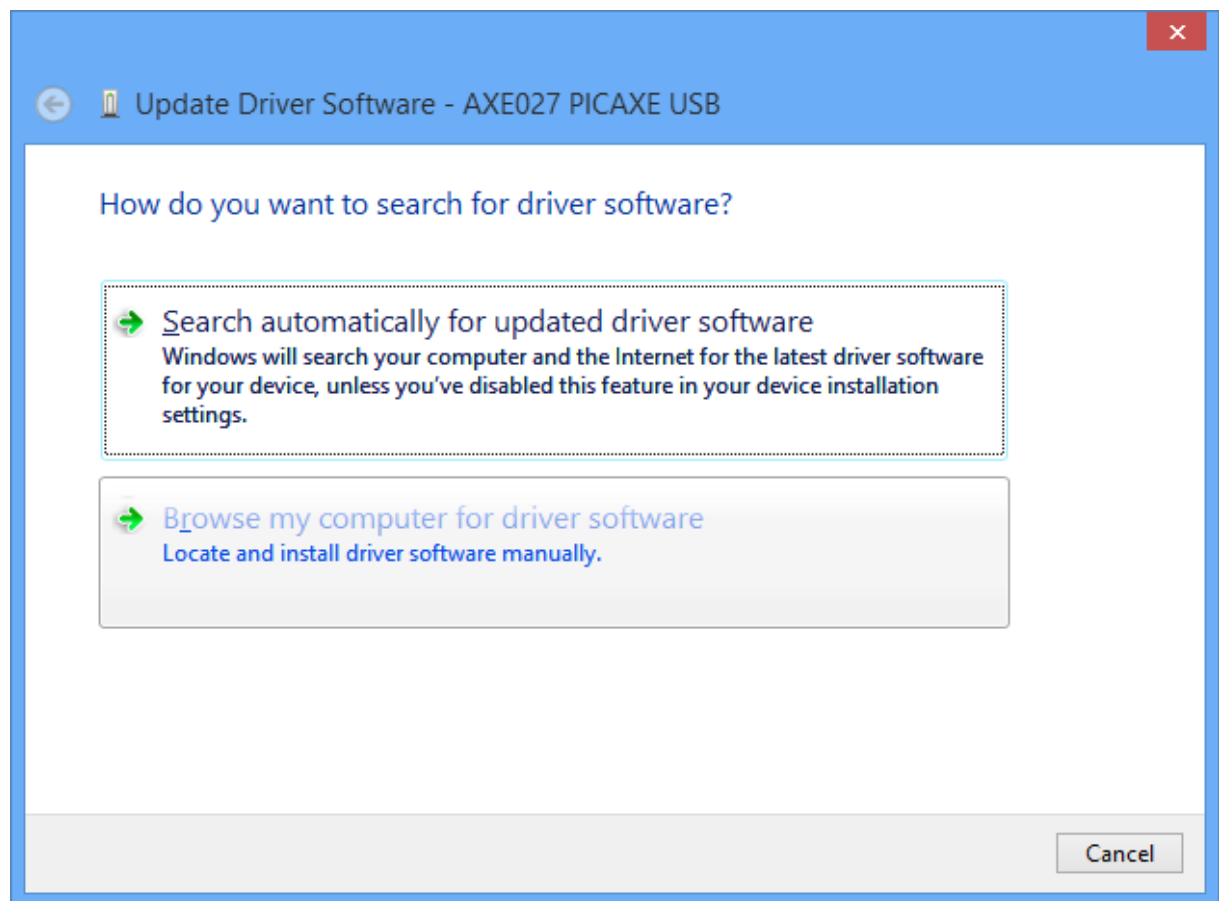 Update Driver Software - AXE027 PICAXE USB
How do you want to search for driver software?
Search automatically for updated driver software
Windows will search your computer and the Internet for the latest driver software
for your device, unless you've disabled this feature in your device installation
settings.
Browse my computer for driver software
Locate and install driver software manually.
Cancel